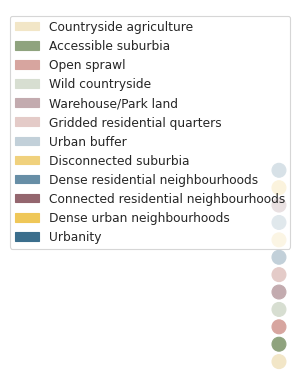 Countryside agriculture
Accessible suburbia
Open sprawl
Wild countryside
Warehouse/Park land
Gridded residential quarters
Urban buffer
Disconnected suburbia
Dense residential neighbourhoods
Connected residential neighbourhoods
Dense urban neighbourhoods
Urbanity